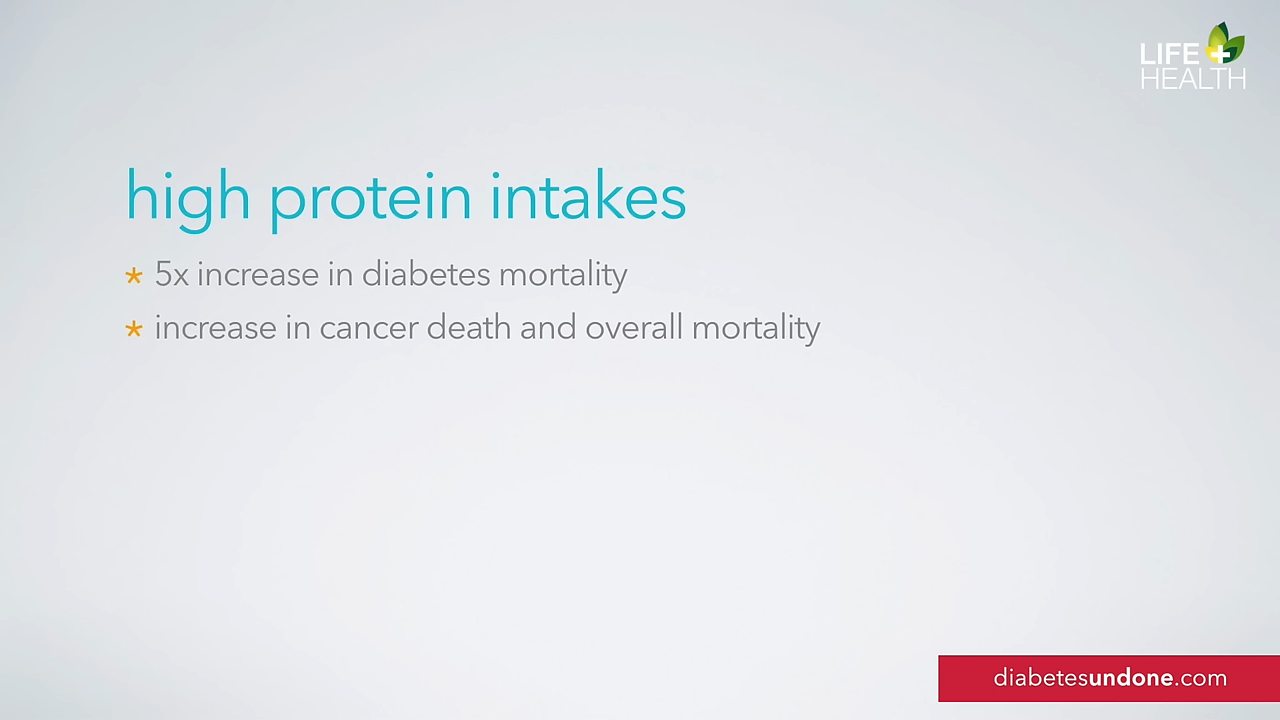 LIFE +
HEALTH
high protein intakes
* 5x increase in diabetes mortality
* increase in cancer death and overall mortality
diabetesundone.com